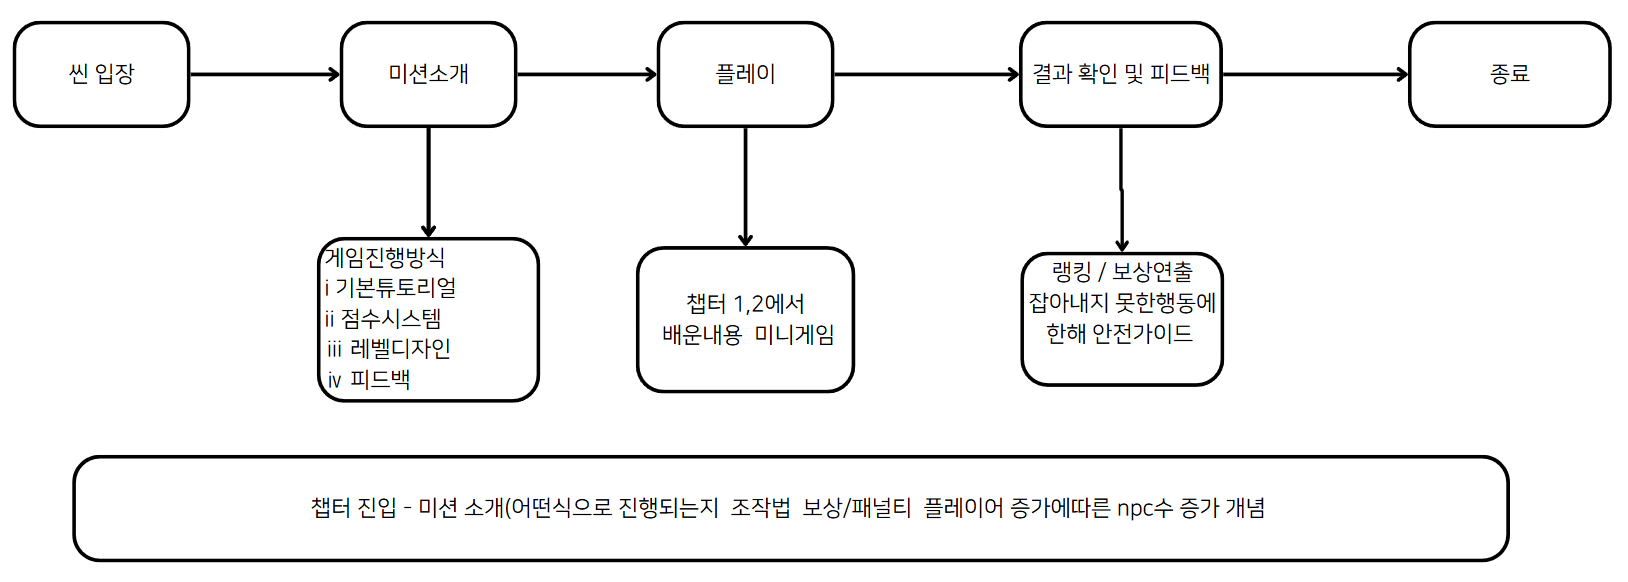 씬 입장
미션소개
플레이
결과 확인 및 피드백
종료
게임진행방식
i 기본튜토리얼
ii 점수시스템
iii 레벨디자인
iv 피드백
챕터 1,2에서
배운내용 미니게임
랭킹 / 보상연출
잡아내지 못한행동에
한해 안전가이드
챕터 진입 - 미션 소개(어떤식으로 진행되는지 조작법 보상/패널티 플레이어 증가에따른 npc수 증가 개념